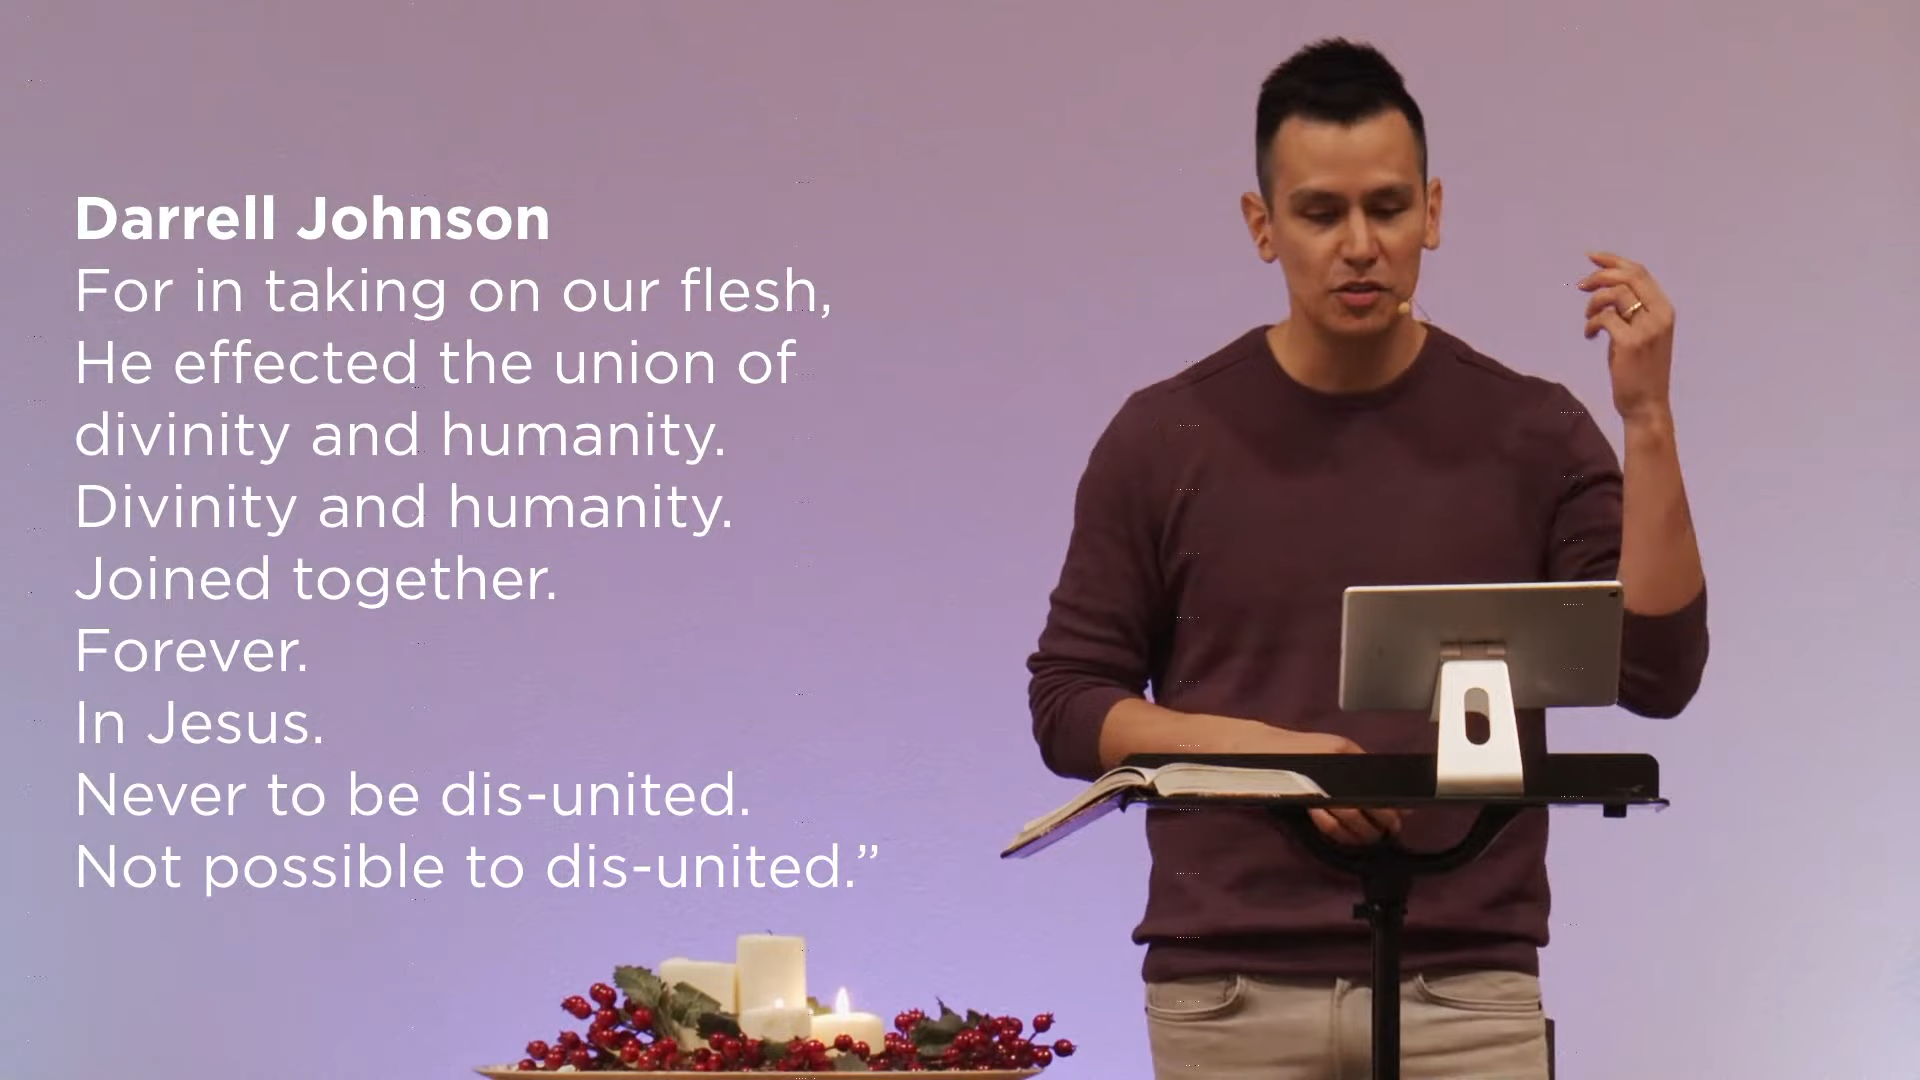 Darrell Johnson
For in taking on our flesh,
He effected the union of
divinity and humanity.
Divinity and humanity.
Joined together.
Forever.
In Jesus.
Never to be dis-united.
Not possible to dis-united.”